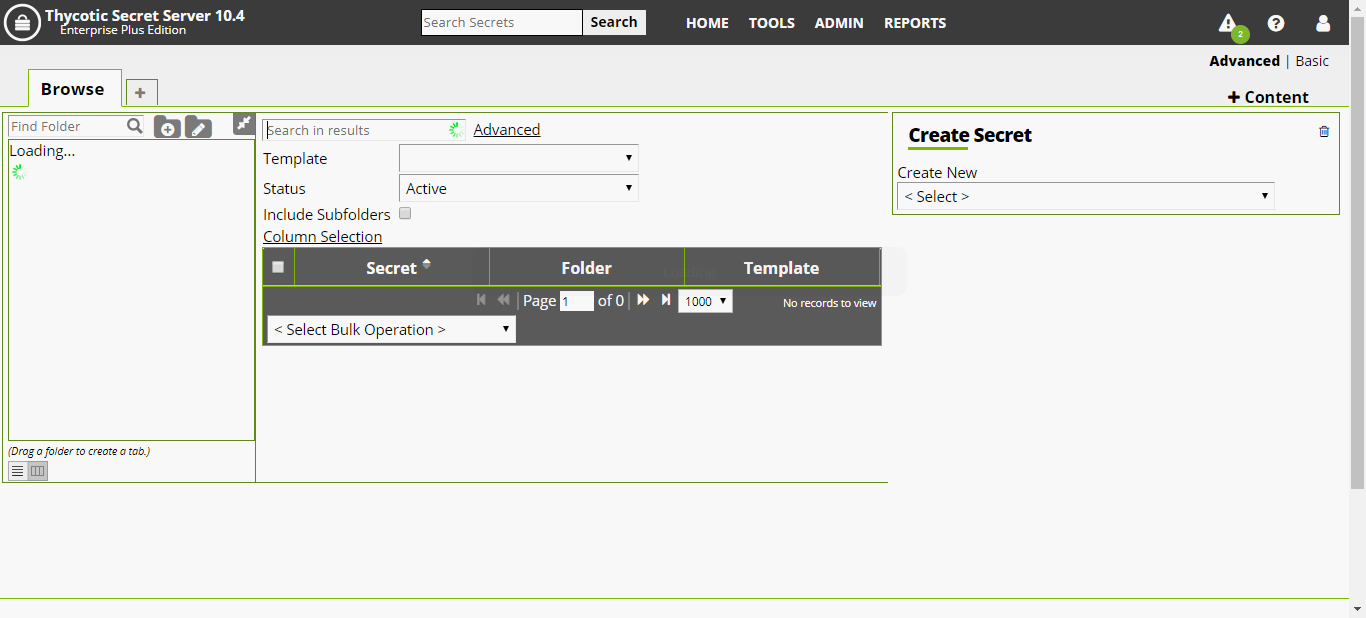 Thycotic Secret Server 10.4
Enterprise Plus Edition
Search Secrets
Search
HOME
TOOLS
ADMIN
REPORTS
2
Advanced | Basic
Browse
+
+ Content
Find Folder
Loading...
(Drag a folder to create a tab.)
Search in results
Advanced
Template
Status
Active
Include Subfolders
Column Selection
Secret
Folder
Template
Page 1 of 0
1000
No records to view
< Select Bulk Operation >
Create Secret
Create New
< Select >